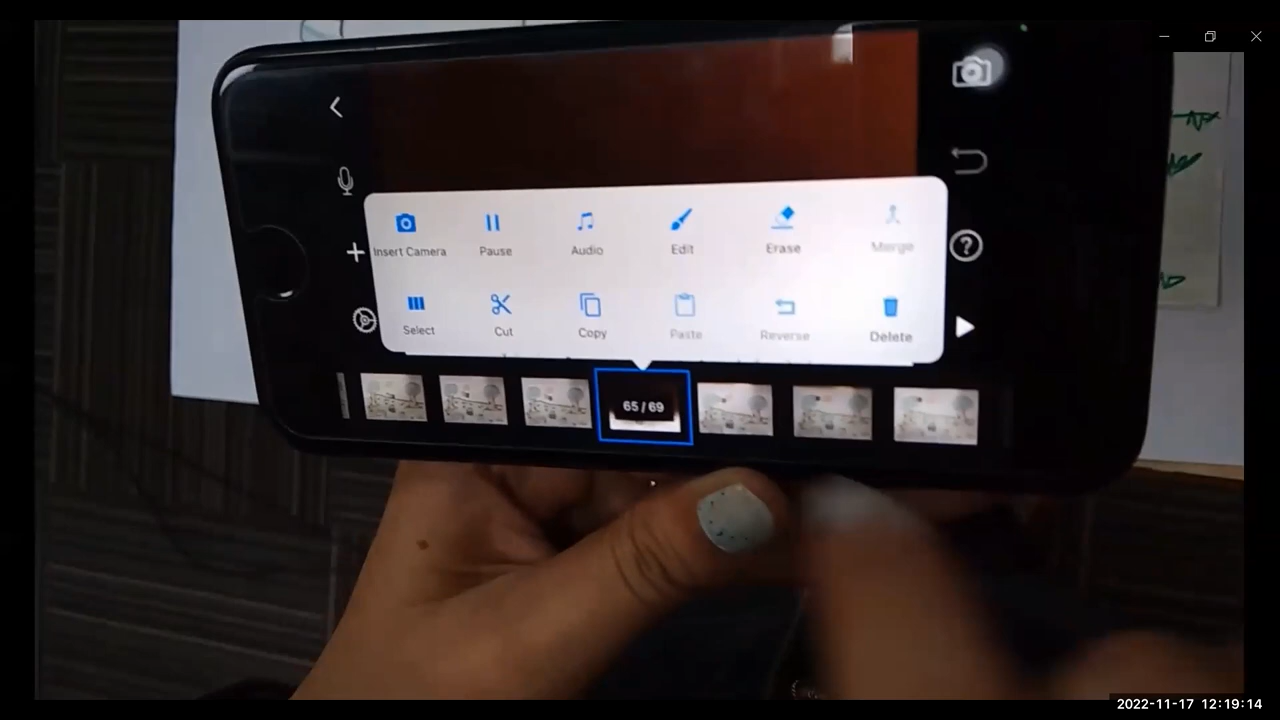 Insert Camera Pause Audio Edit Erase Merge
Select Cut Copy Paste Reverse Delete
65 / 69
2022-11-17 12:19:14